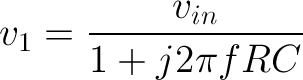 v_1 = \frac{v_{in}}{1 + j2\pi fRC}